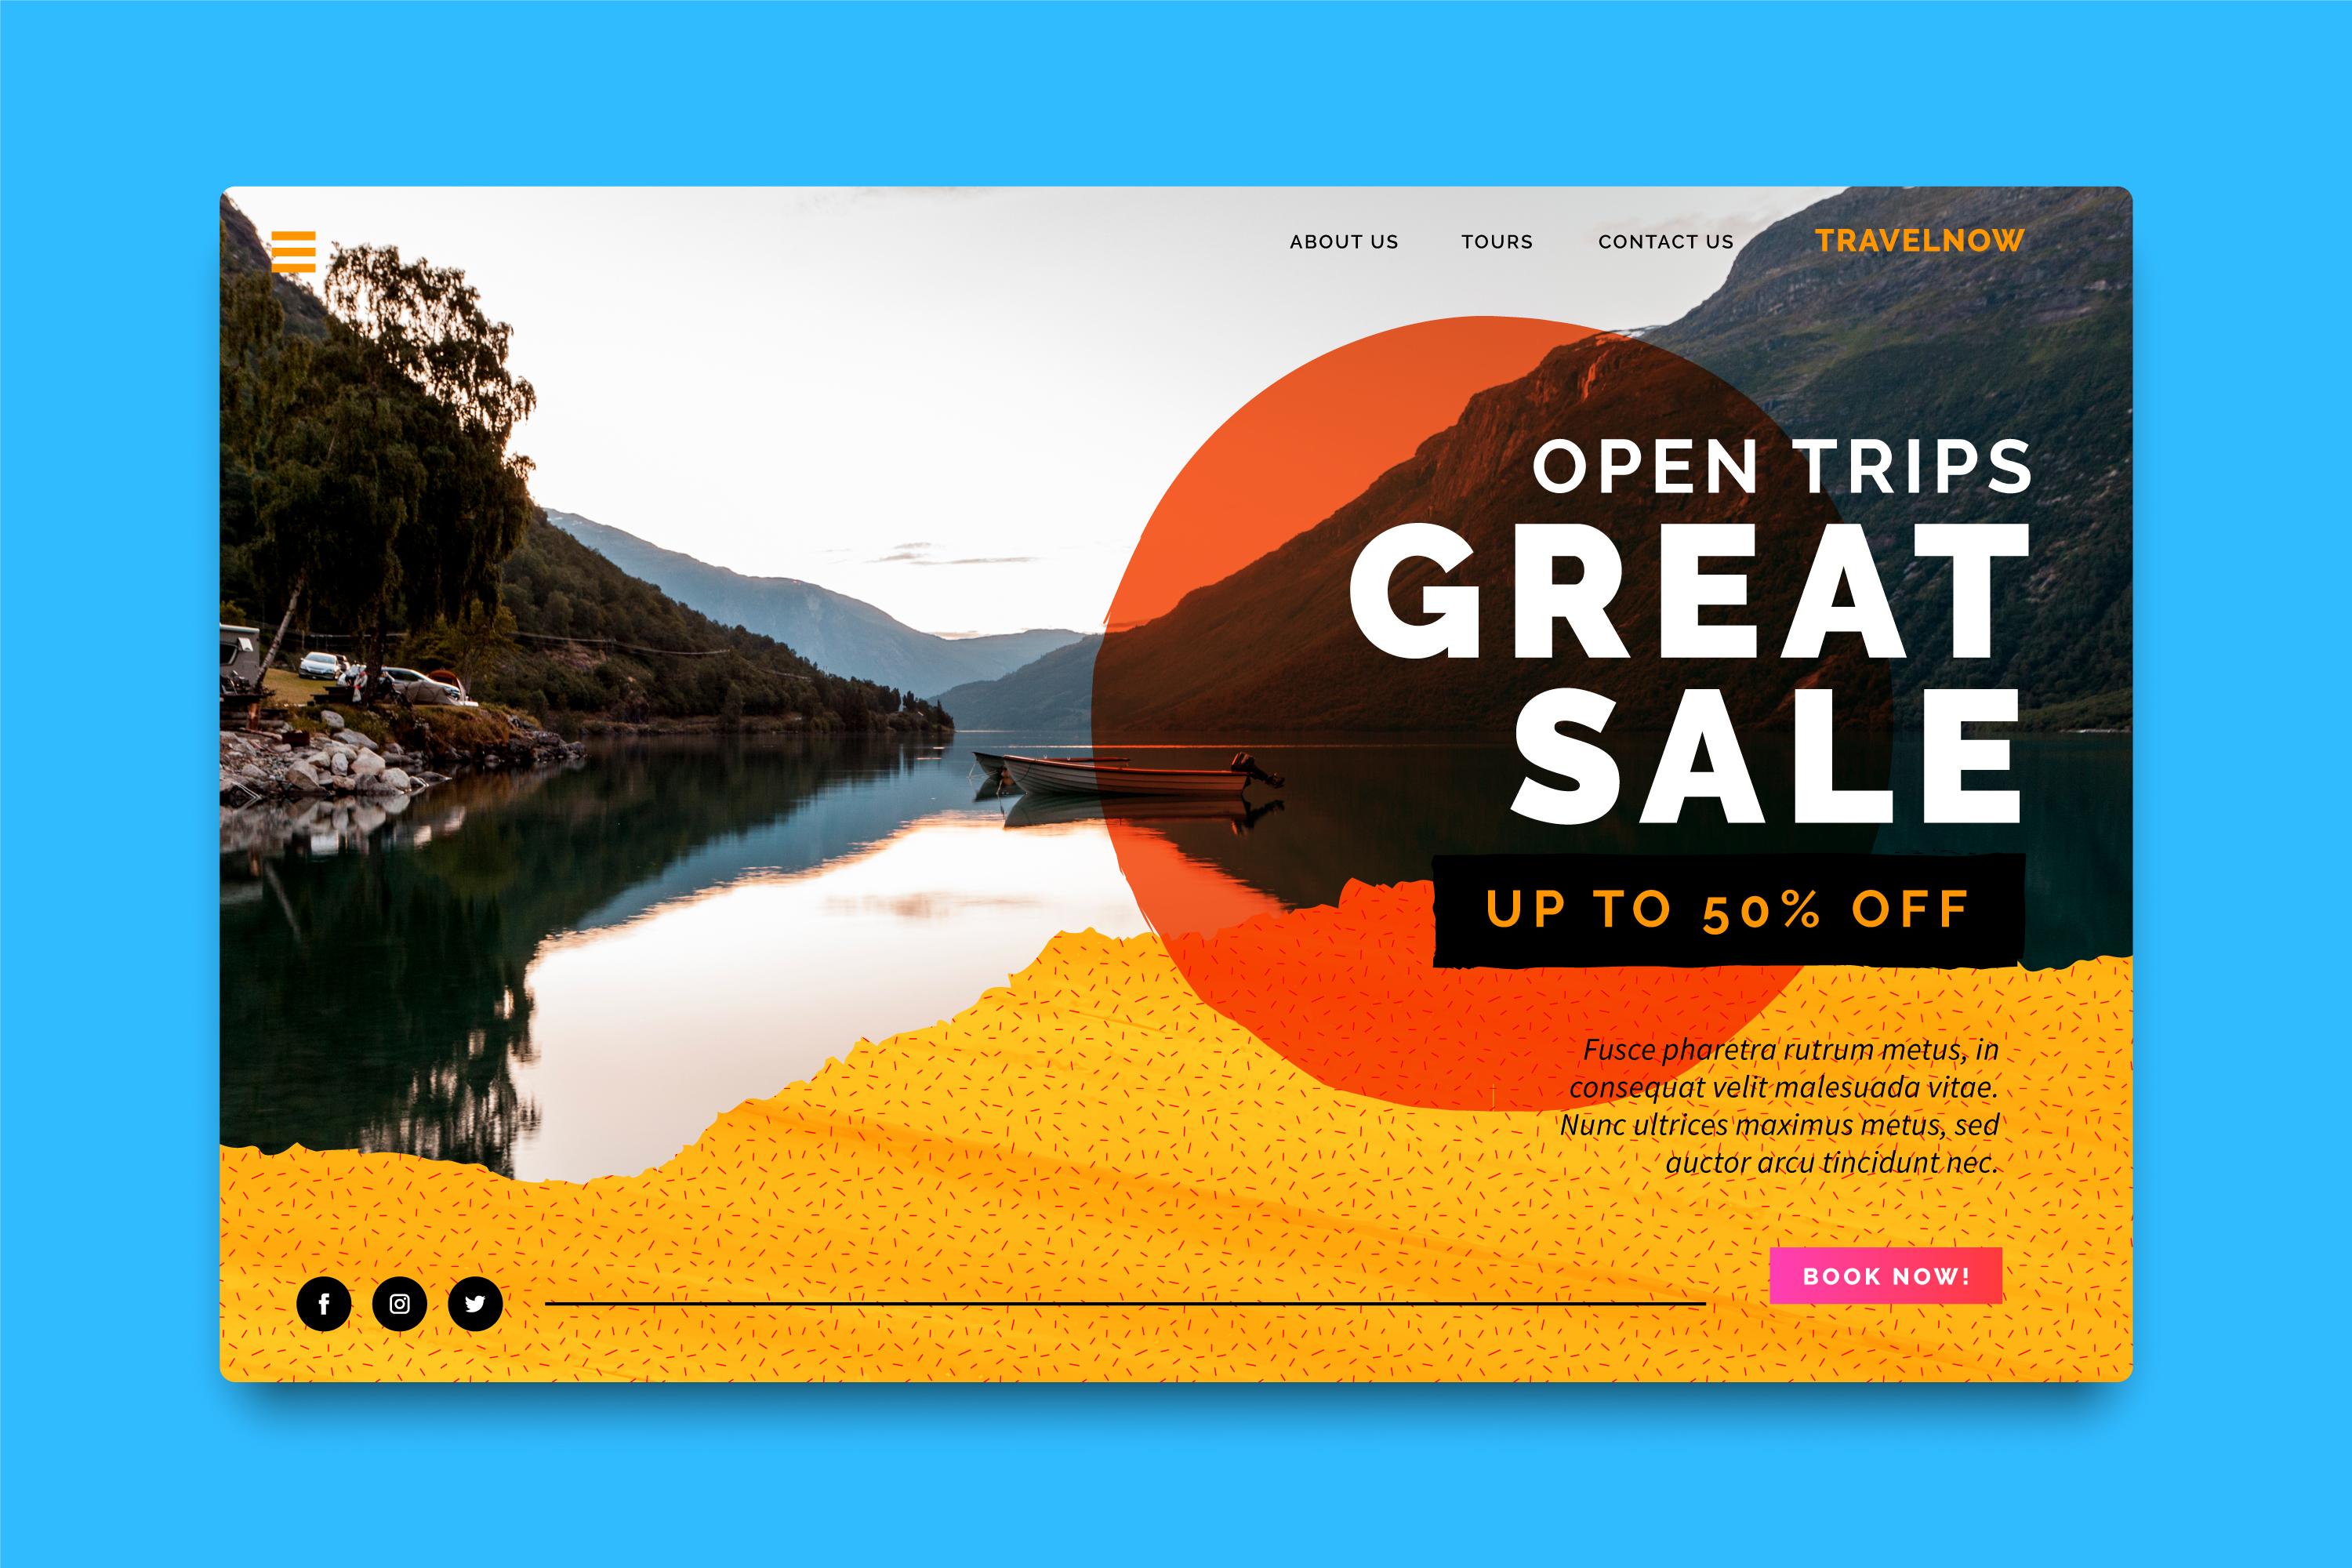 ABOUT US TOURS CONTACT US TRAVELNOW
OPEN TRIPS
GREAT
SALE
UP TO 50% OFF
Fusce pharetra rutrum metus, in
consequat velit malesuada vitae.
Nunc ultrices maximus metus, sed
auctor arcu tincidunt nec.
BOOK NOW!